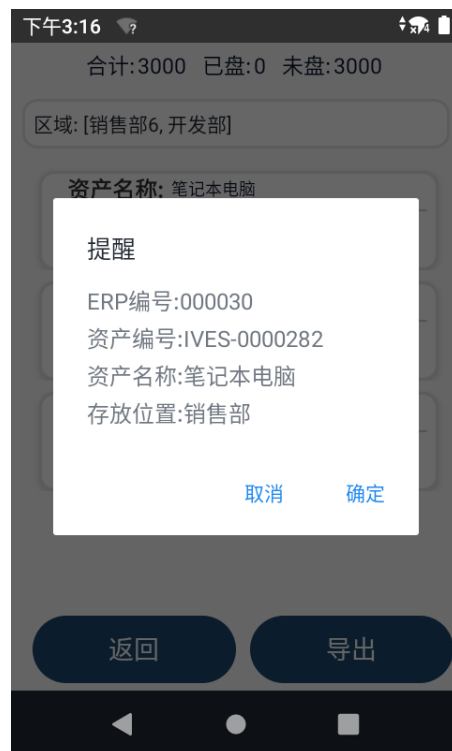 下午3:16
合计:3000 已盘:0 未盘:3000
区域: [销售部6, 开发部]
资产名称: 笔记本电脑
提醒
ERP编号:000030
资产编号:IVES-0000282
资产名称:笔记本电脑
存放位置:销售部
取消 确定
返回 导出